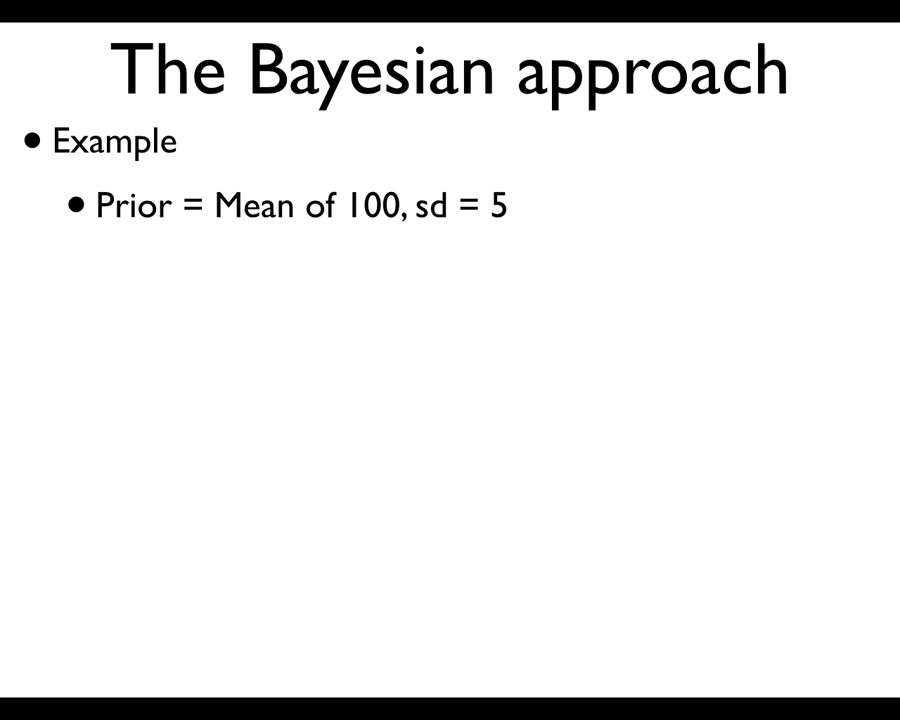 The Bayesian approach
• Example
• Prior = Mean of 100, sd = 5